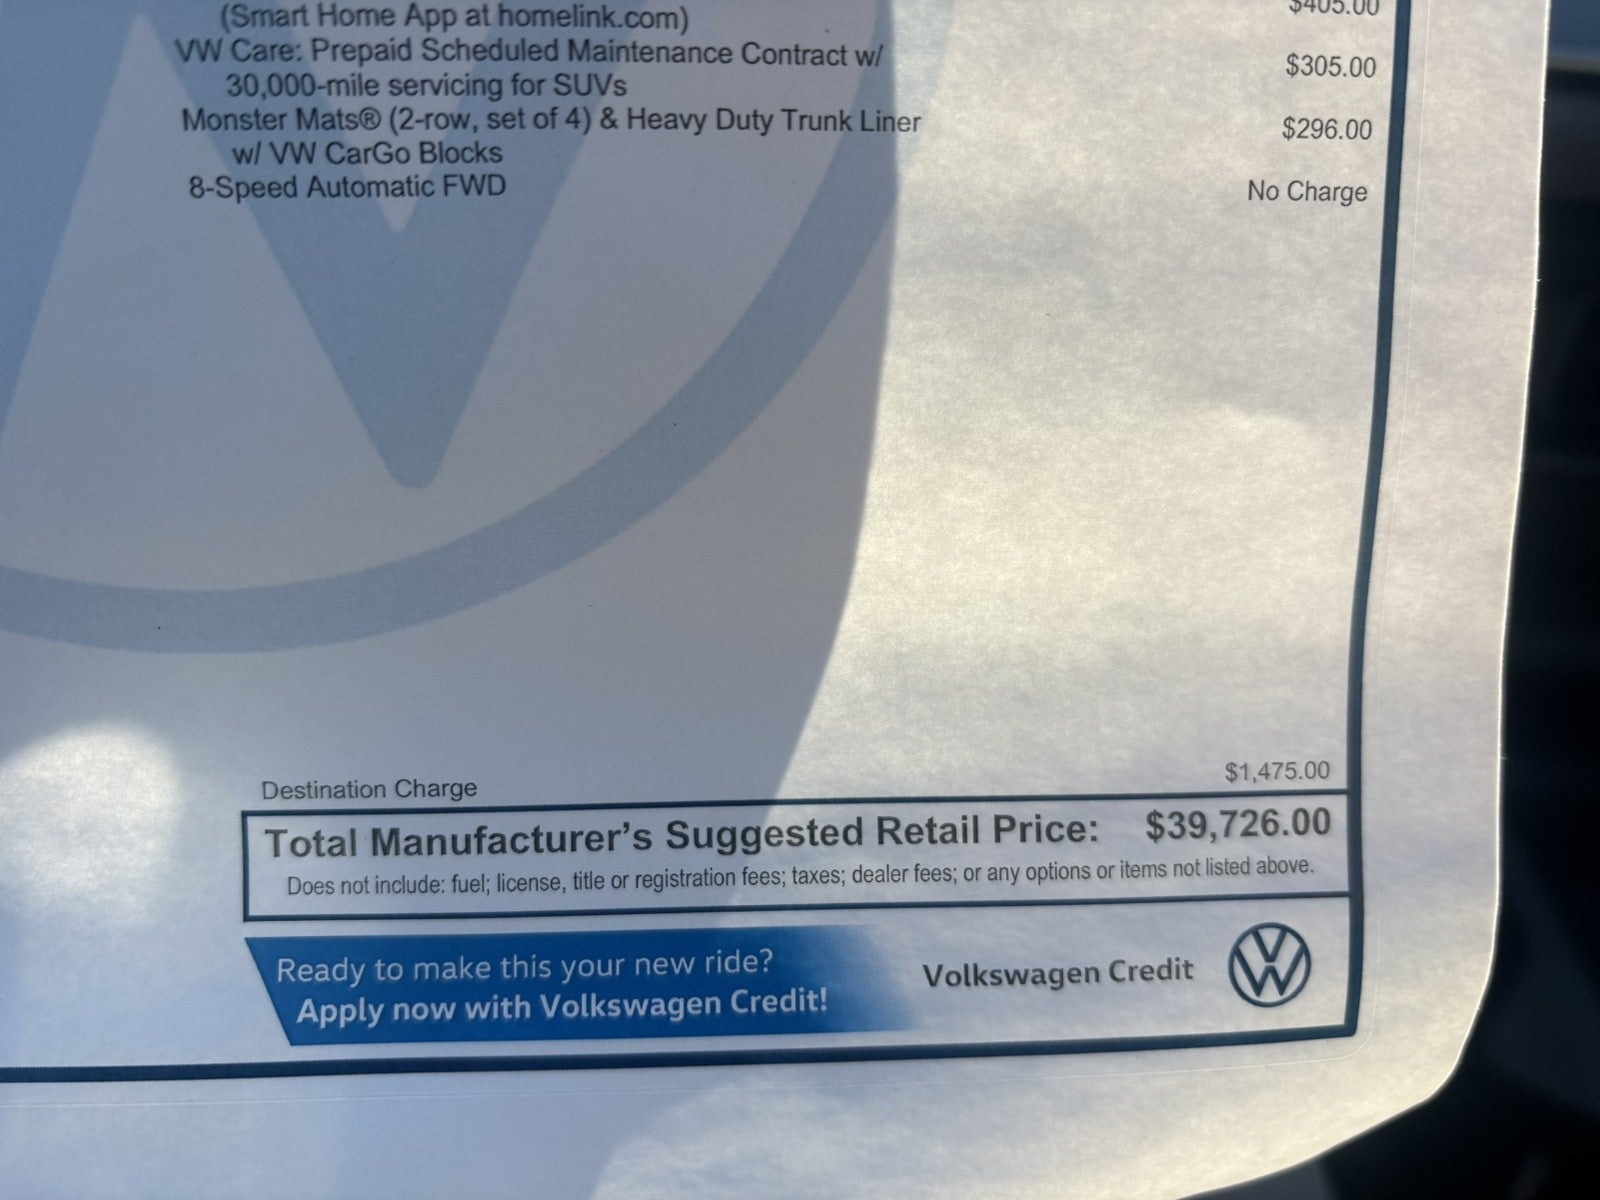 (Smart Home App at homelink.com) $405.00
VW Care: Prepaid Scheduled Maintenance Contract w/ $305.00
30,000-mile servicing for SUVs
Monster Mats® (2-row, set of 4) & Heavy Duty Trunk Liner $296.00
w/ VW CarGo Blocks
8-Speed Automatic FWD No Charge
Destination Charge $1,475.00
Total Manufacturer's Suggested Retail Price: $39,726.00
Does not include: fuel; license, title or registration fees; taxes; dealer fees; or any options or items not listed above.
Ready to make this your new ride?
Apply now with Volkswagen Credit!
Volkswagen Credit